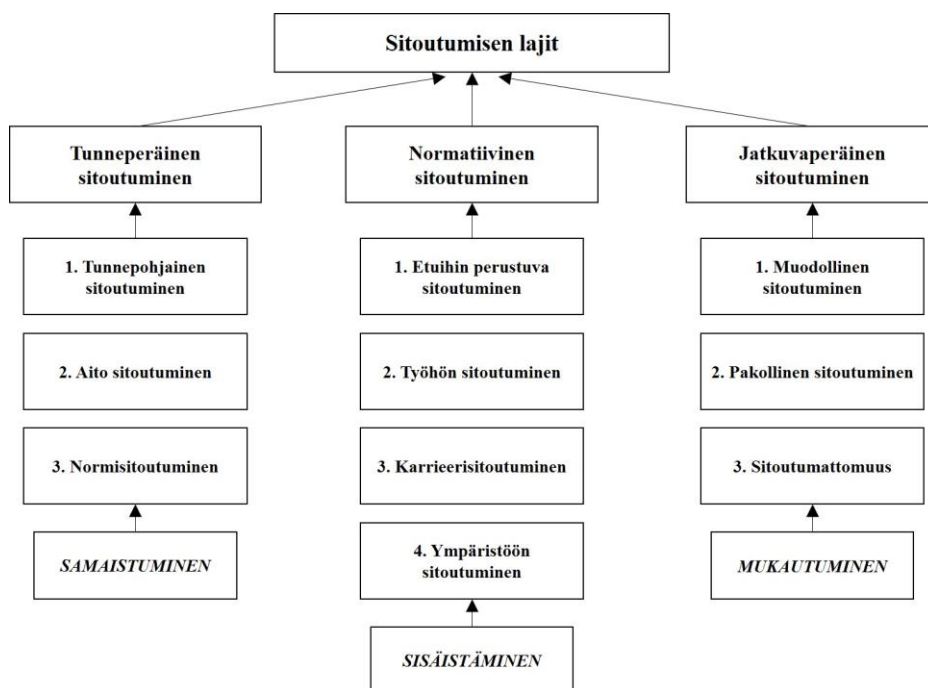 Sitoutumisen lajit
Tunneperäinen
sitoutuminen
1. Tunnepohjainen
sitoutuminen
2. Aito sitoutuminen
3. Normisitoutuminen
SAMAISTUMINEN
Normatiivinen
sitoutuminen
1. Etuihin perustuva
sitoutuminen
2. Työhön sitoutuminen
3. Karrieerisitoutuminen
4. Ympäristöön
sitoutuminen
SISÄISTÄMINEN
Jatkuvaperäinen
sitoutuminen
1. Muodollinen
sitoutuminen
2. Pakollinen sitoutuminen
3. Sitoutumattomuus
MUKAUTUMINEN